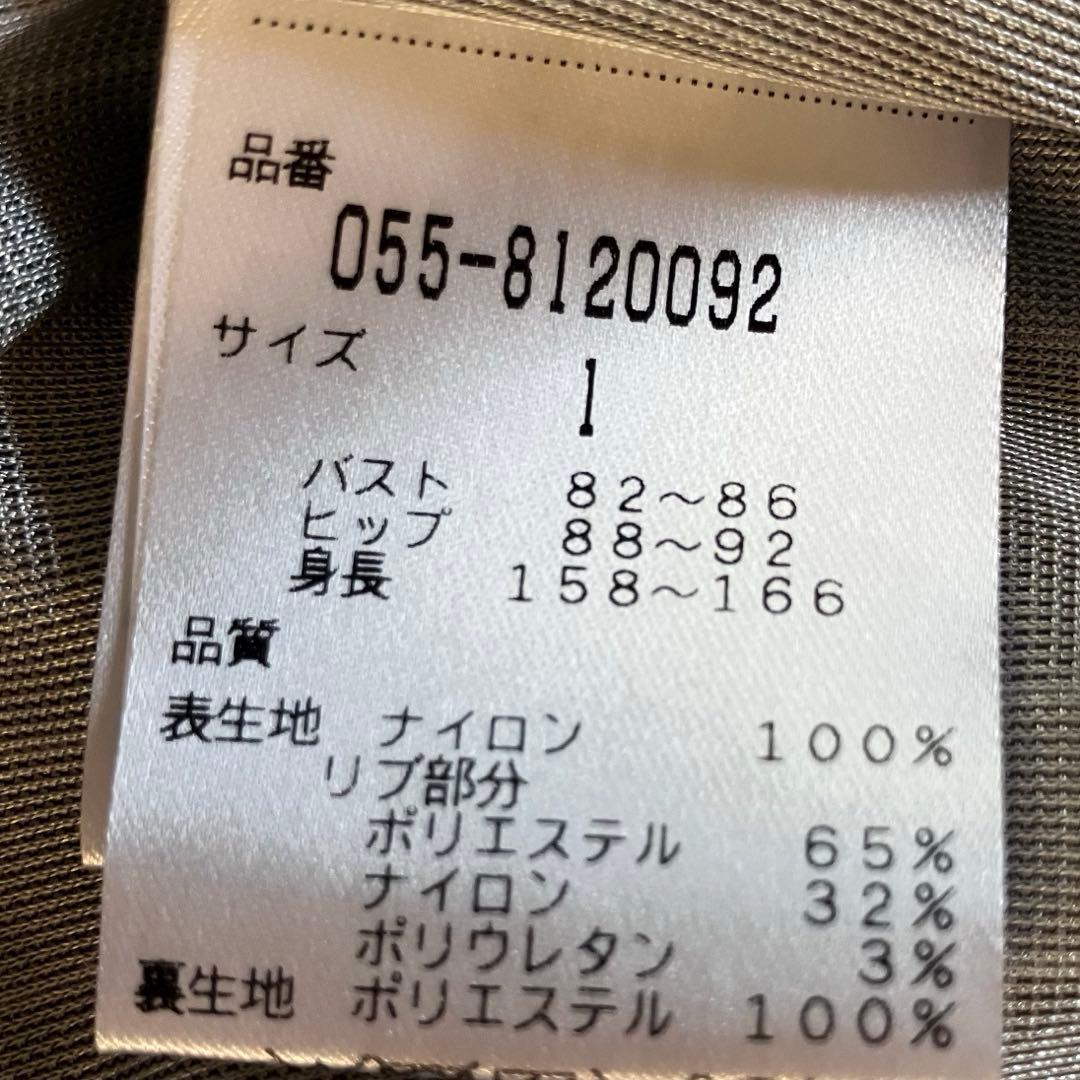 品番
055-8120092
サイズ
1
バスト 82～86
ヒップ 88～92
身長 158～166
品質
表生地 ナイロン 100%
リブ部分
ポリエステル 65%
ナイロン 32%
ポリウレタン 3%
裏生地 ポリエステル 100%